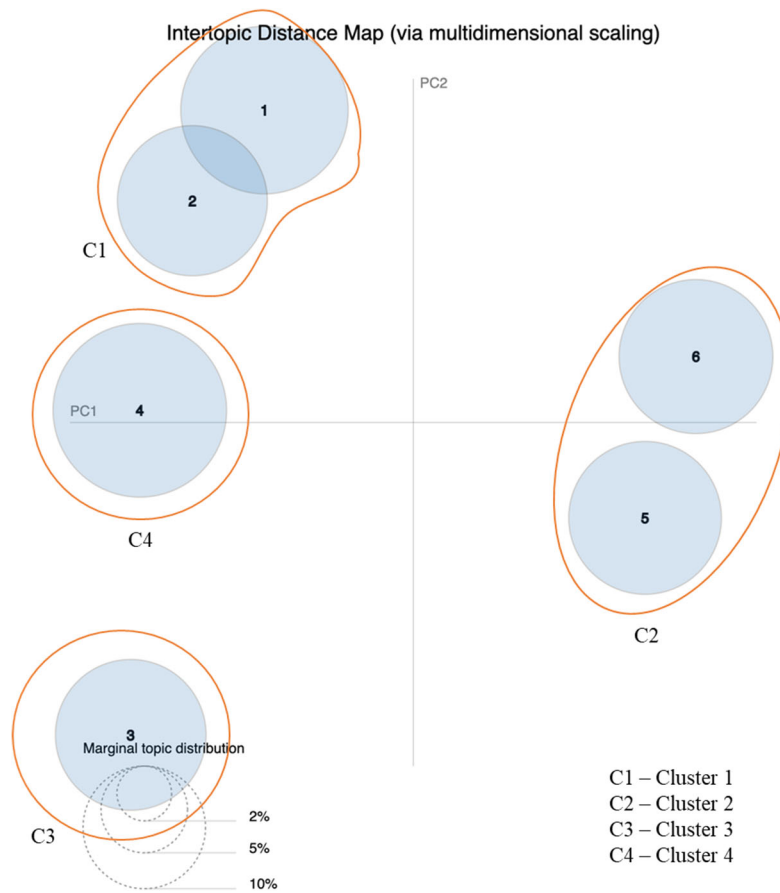 Intertopic Distance Map (via multidimensional scaling)
PC2
1
2
C1
6
PC1
4
5
C4
C2
3
Marginal topic distribution
2%
5%
10%
C3
C1 – Cluster 1
C2 – Cluster 2
C3 – Cluster 3
C4 – Cluster 4